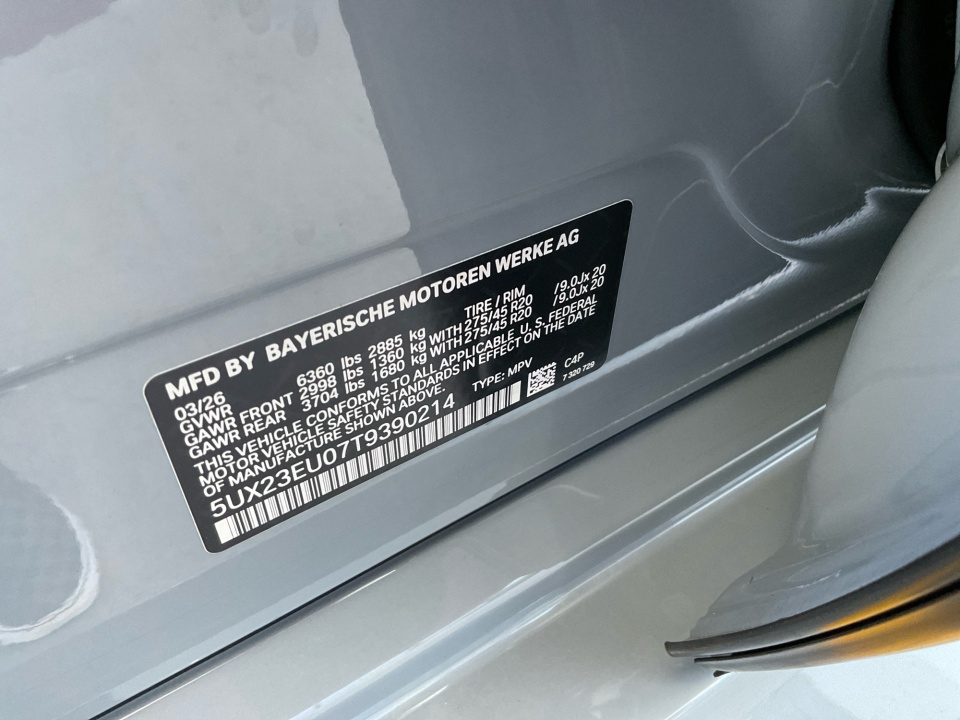 MFD BY BAYERISCHE MOTOREN WERKE AG
03/26 TIRE / RIM
GVWR 6360 lbs 2885 kg
GAWR FRONT 2998 lbs 1360 kg WITH 275/45 R20 /9.0Jx 20
GAWR REAR 3704 lbs 1680 kg WITH 275/45 R20 /9.0Jx 20
THIS VEHICLE CONFORMS TO ALL APPLICABLE U.S. FEDERAL
MOTOR VEHICLE SAFETY STANDARDS IN EFFECT ON THE DATE
OF MANUFACTURE SHOWN ABOVE.
TYPE: MPV C4P
5UX23EU07T9390214
7 320 729